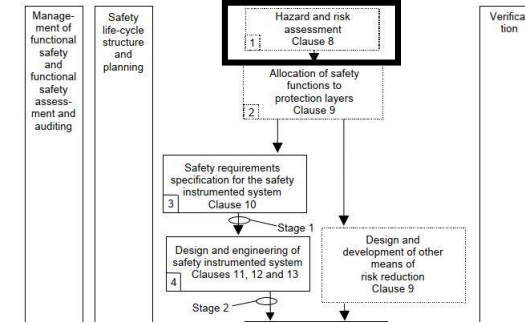 Manage-
ment of
functional
safety
and
functional
safety
assess-
ment and
auditing
Safety
life-cycle
structure
and
planning
Hazard and risk
assessment
Clause 8
1
Allocation of safety
functions to
protection layers
Clause 9
2
Safety requirements
specification for the safety
instrumented system
Clause 10
3
Stage 1
Design and engineering of
safety instrumented system
Clauses 11, 12 and 13
4
Design and
development of other
means of
risk reduction
Clause 9
Stage 2
Verifica
tion